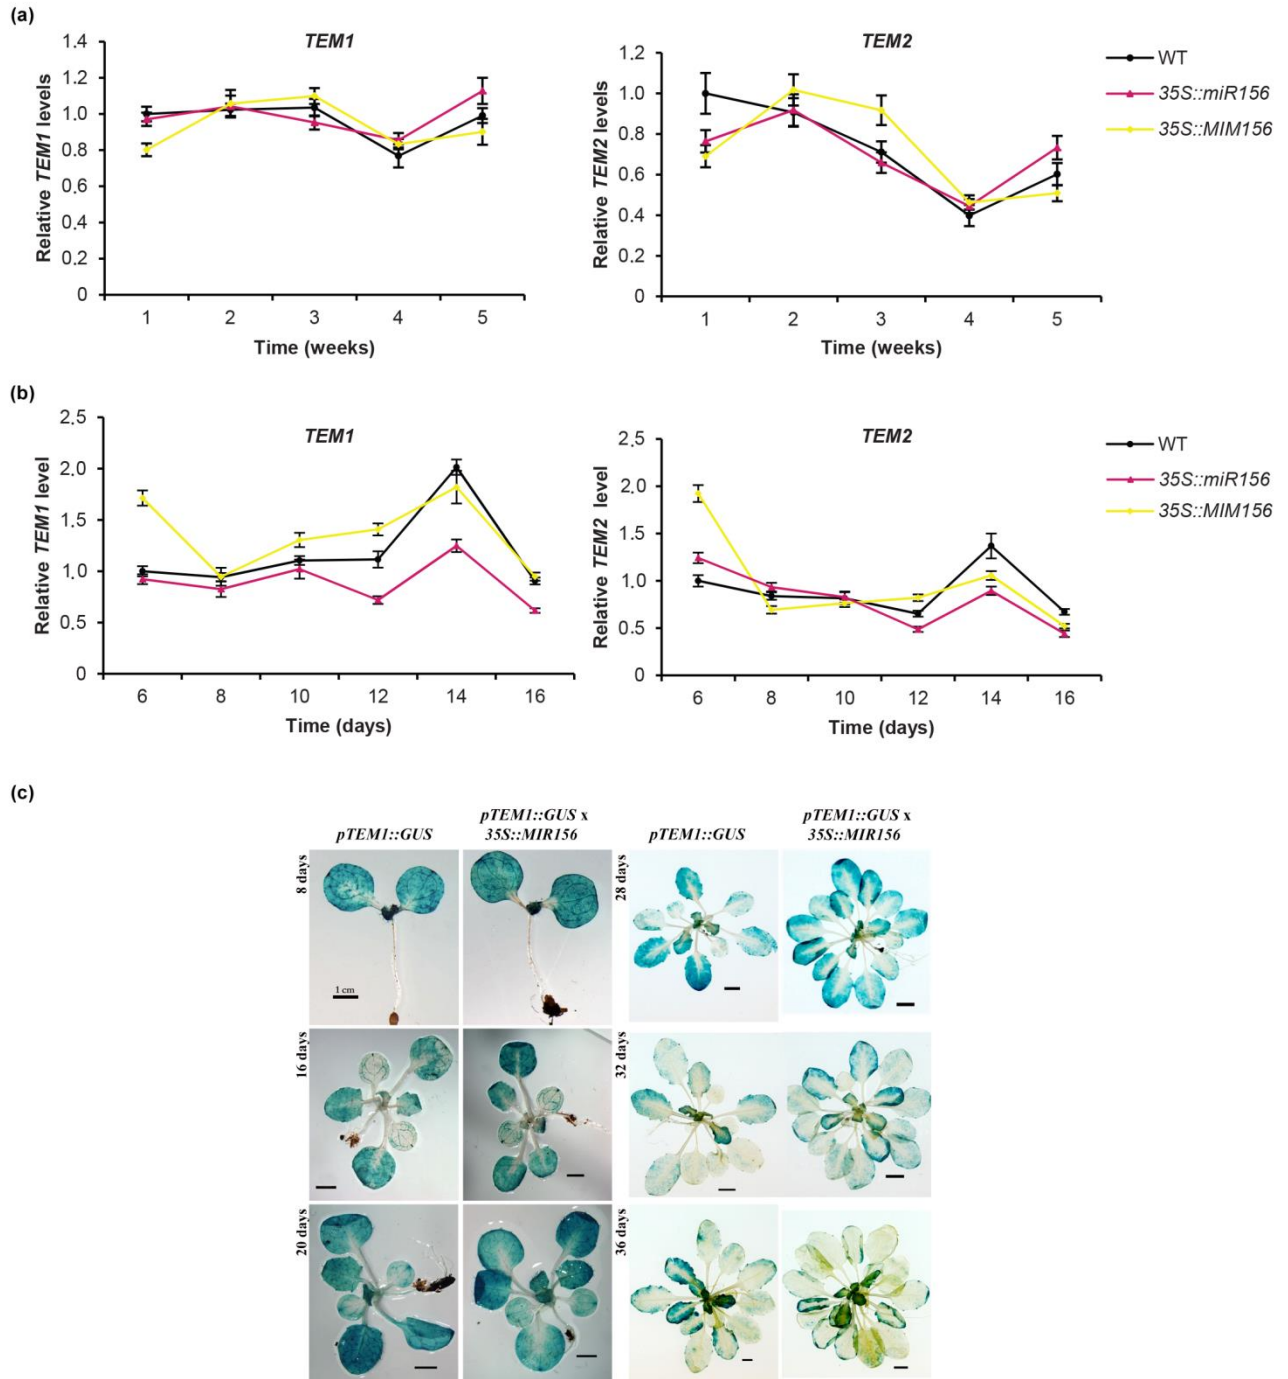 (a)
TEM1
1.4
1.2
1.0
0.8
0.6
0.4
0.2
0
Relative TEM1 levels
1 2 3 4 5
Time (weeks)
TEM2
1.2
1.0
0.8
0.6
0.4
0.2
0
Relative TEM2 levels
1 2 3 4 5
Time (weeks)
WT
35S::miR156
35S::MIM156
(b)
TEM1
2,5
2.0
1.5
1.0
0.5
0
Relative TEM1 level
6 8 10 12 14 16
Time (days)
TEM2
2.5
2.0
1.5
1.0
0.5
0
Relative TEM2 level
6 8 10 12 14 16
Time (days)
WT
35S::miR156
35S::MIM156
(c)
pTEM1::GUS
pTEM1::GUS x
35S::MIR156
pTEM1::GUS
pTEM1::GUS x
35S::MIR156
8 days
1 cm
28 days
16 days
32 days
20 days
36 days